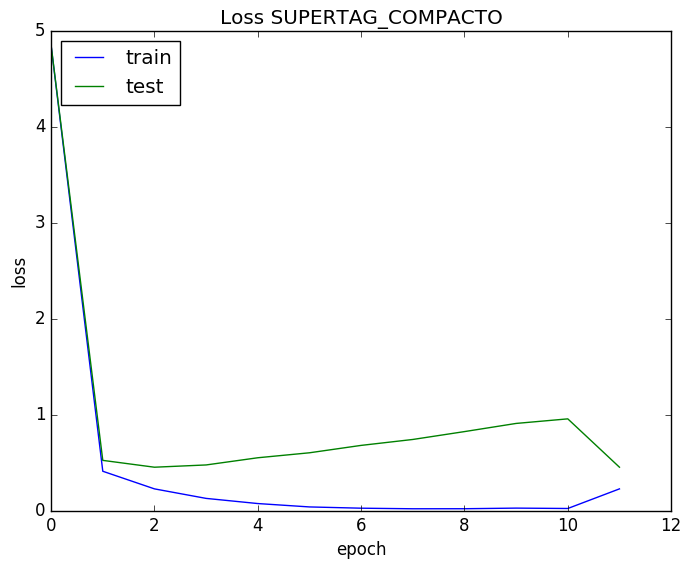 Loss SUPERTAG_COMPACTO
train
test
5
4
3
2
1
0
loss
0 2 4 6 8 10 12
epoch